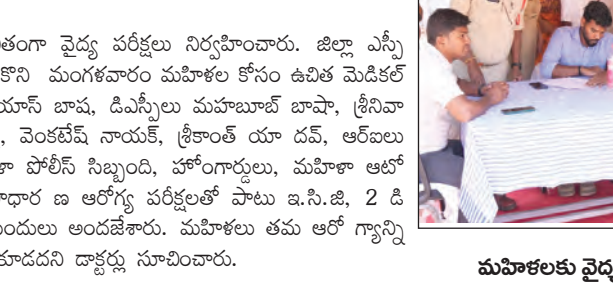 తంగా వైద్య పరీక్షలు నిర్వహించారు. జిల్లా ఎస్పీ
కొని మంగళవారం మహిళల కోసం ఉచిత మెడికల్
యాస్ బాష, డిఎస్పీలు మహబూబ్ బాషా, శ్రీనివా
, వెంకటేష్ నాయక్, శ్రీకాంత్ యా దవ్, ఆర్ఐలు
ళా పోలీస్ సిబ్బంది, హోంగార్డులు, మహిళా ఆటో
ాధార ణ ఆరోగ్య పరీక్షలతో పాటు ఇ.సి.జి, 2 డి
ందులు అందజేశారు. మహిళలు తమ ఆరో గ్యాన్ని
కూడదని డాక్టర్లు సూచించారు.
మహిళలకు వైద్య